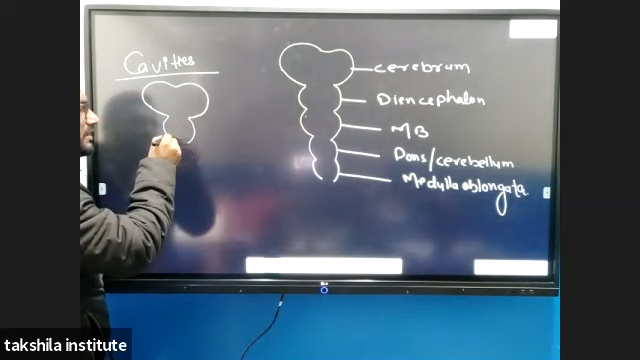 Cavities
cerebrum
Diencephalon
MB
Pons/cerebellum
Medulla oblongata
takshila institute